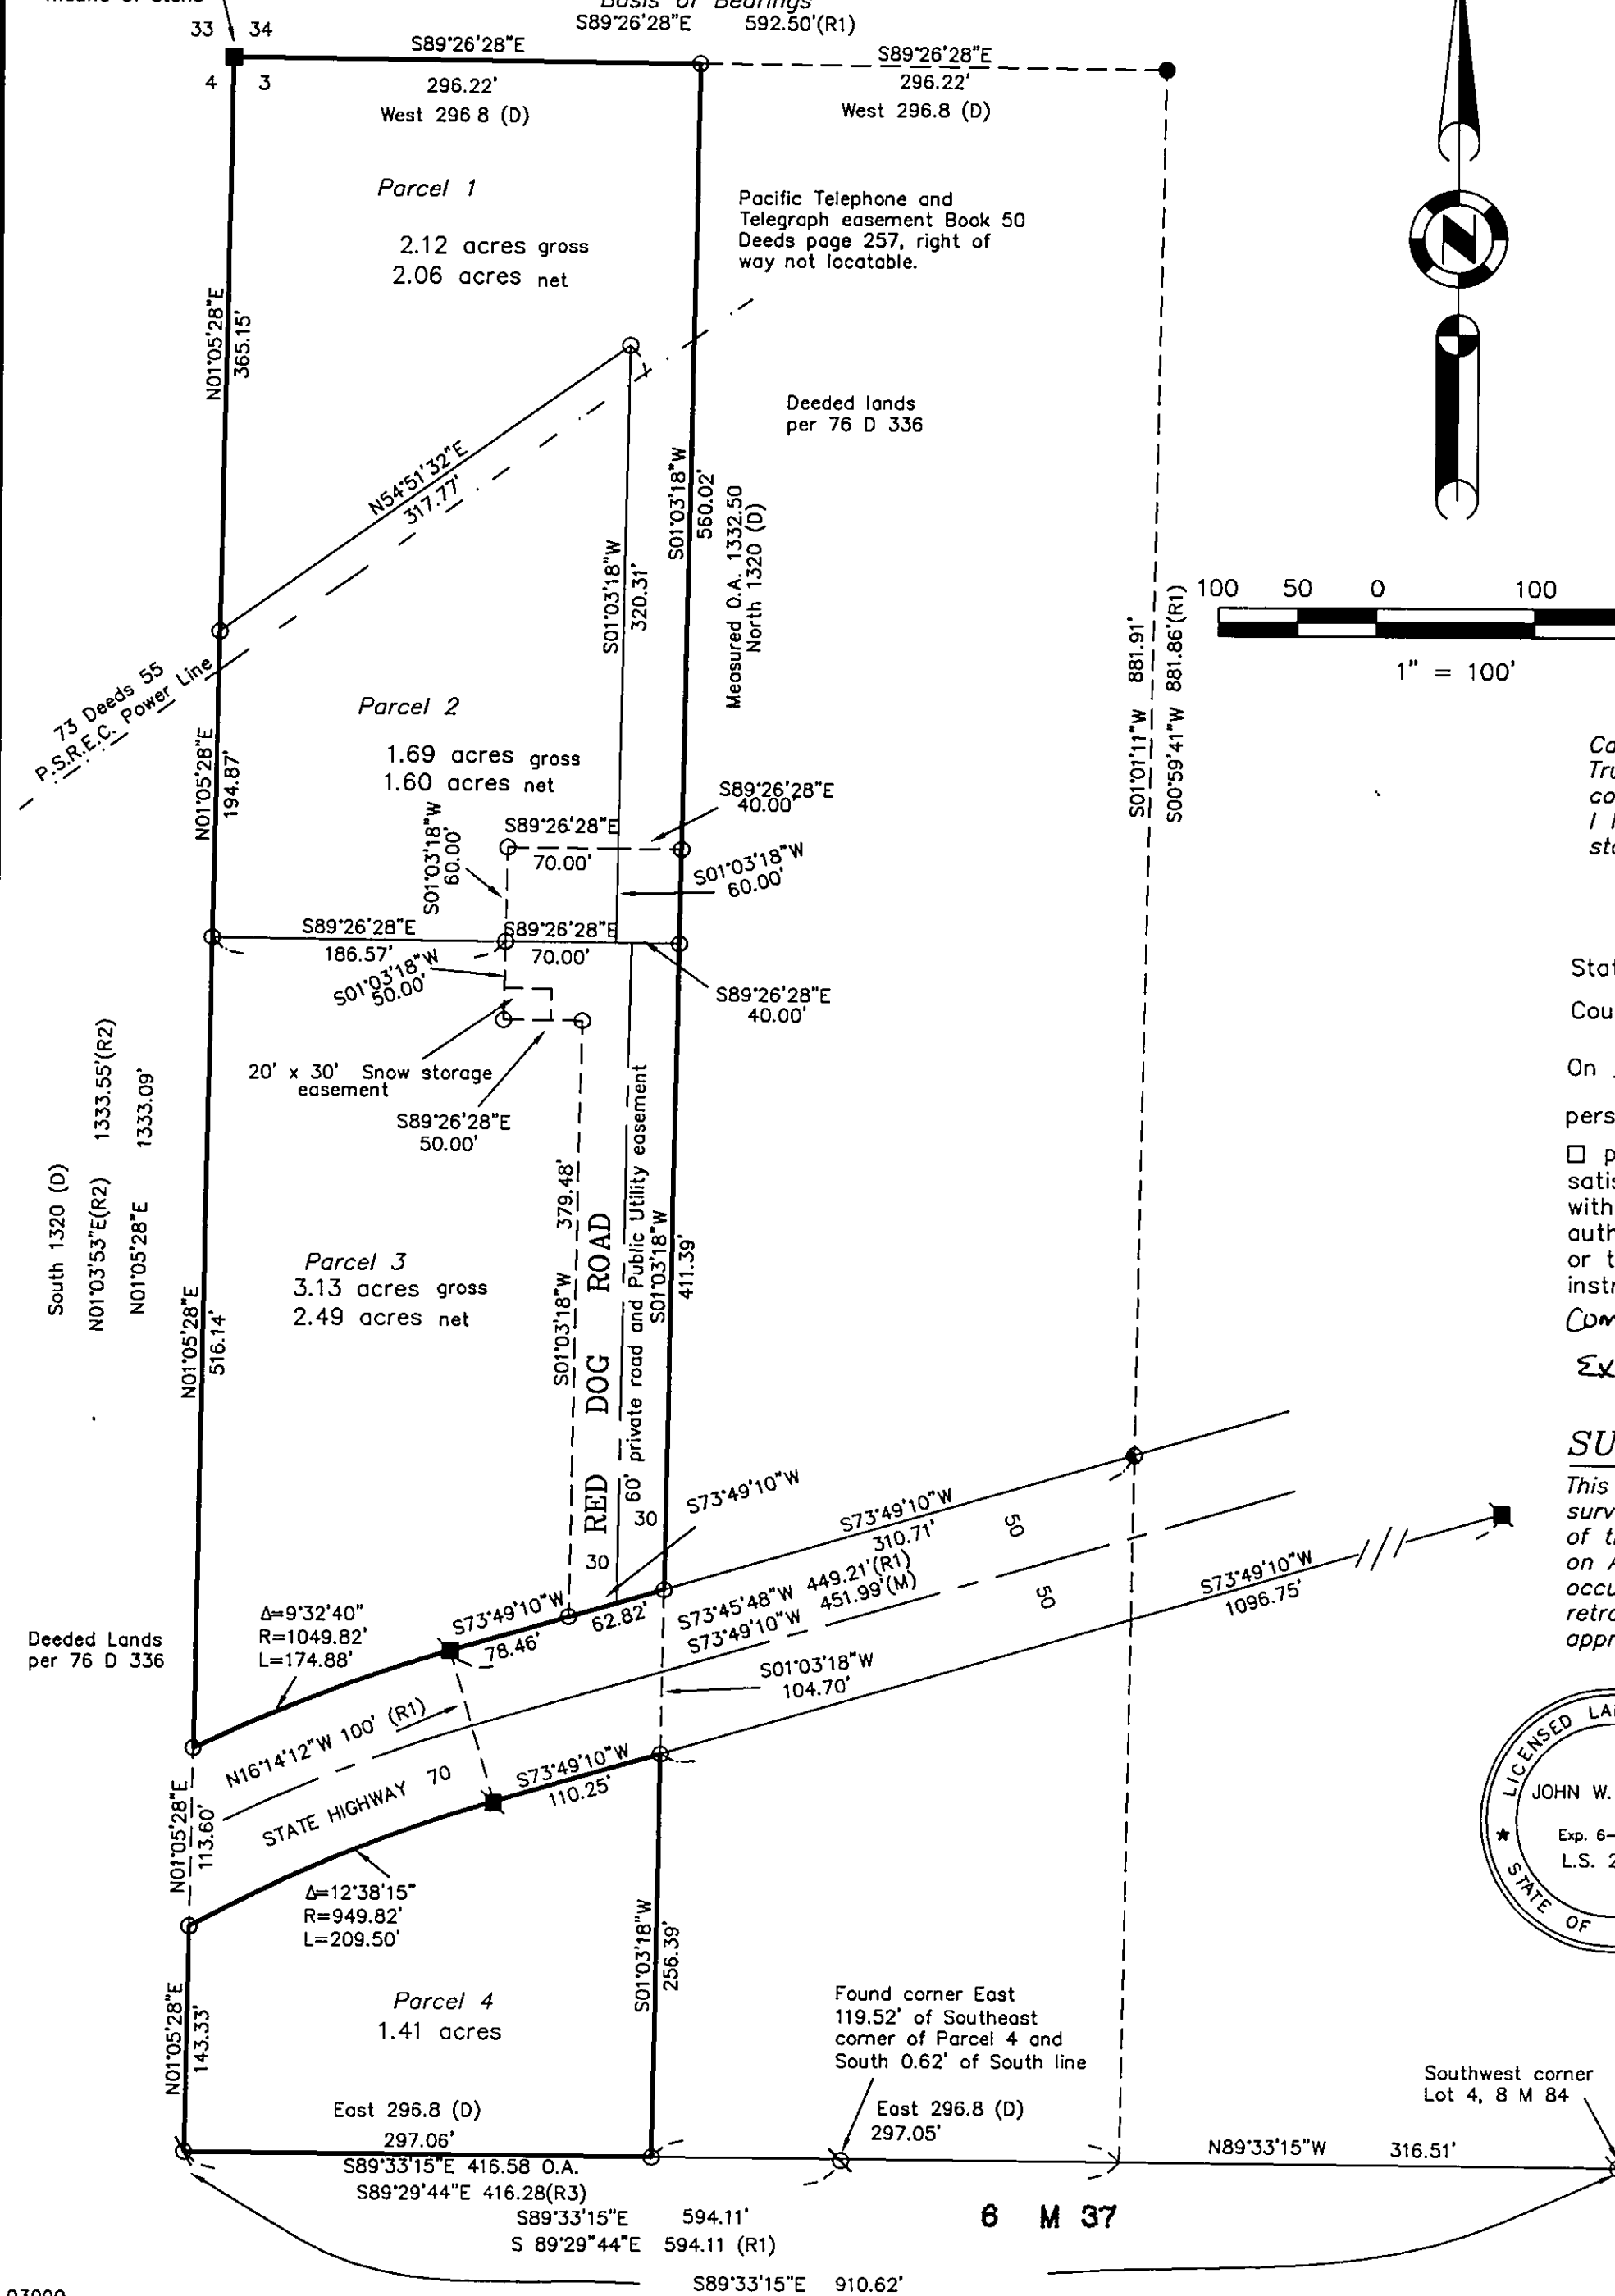 Basis of Bearings
S89°26'28"E 592.50'(R1)
33 34
4 3
S89°26'28"E
296.22'
West 296 8 (D)
S89°26'28"E
296.22'
West 296.8 (D)
Parcel 1
2.12 acres gross
2.06 acres net
Pacific Telephone and
Telegraph easement Book 50
Deeds page 257, right of
way not locatable.
N01°05'28"E
365.15'
Deeded lands
per 76 D 336
N54°51'32"E
317.77'
S01°03'18"W
560.02'
S01°03'18"W
320.31'
Measured O.A. 1332.50
North 1320 (D)
S01°01'11"W 881.91'
S00°59'41"W 881.86'(R1)
100 50 0 100
1" = 100'
73 Deeds 55
P.S.R.E.C. Power Line
N01°05'28"E
194.87'
Parcel 2
1.69 acres gross
1.60 acres net
S89°26'28"E
40.00'
S01°03'18"W
60.00'
S89°26'28"E
70.00'
S01°03'18"W
60.00'
S89°26'28"E
186.57'
S89°26'28"E
70.00'
S01°03'18"W
50.00'
S89°26'28"E
40.00'
20' x 30' Snow storage
easement
S89°26'28"E
50.00'
South 1320 (D)
N01°03'53"E(R2) 1333.55'(R2)
N01°05'28"E 1333.09'
N01°05'28"E
516.14'
Parcel 3
3.13 acres gross
2.49 acres net
S01°03'18"W 379.48'
RED DOG ROAD
60' private road and Public Utility easement
S01°03'18"W
411.39'
30 30
S73°49'10"W
S73°49'10"W
310.71'
S73°45'48"W 449.21'(R1)
S73°49'10"W 451.99'(M)
50
50
S73°49'10"W
1096.75'
S73°49'10"W
78.46'
62.82'
Δ=9°32'40"
R=1049.82'
L=174.88'
Deeded Lands
per 76 D 336
N16°14'12"W 100' (R1)
STATE HIGHWAY 70
S01°03'18"W
104.70'
S73°49'10"W
110.25'
N01°05'28"E
113.60'
Δ=12°38'15"
R=949.82'
L=209.50'
S01°03'18"W
256.39'
N01°05'28"E
143.33'
Parcel 4
1.41 acres
Found corner East
119.52' of Southeast
corner of Parcel 4 and
South 0.62' of South line
Southwest corner
Lot 4, 8 M 84
East 296.8 (D)
297.06'
East 296.8 (D)
297.05'
N89°33'15"W 316.51'
S89°33'15"E 416.58 O.A.
S89°29'44"E 416.28(R3)
S89°33'15"E 594.11'
S 89°29"44"E 594.11 (R1)
6 M 37
S89°33'15"E 910.62'
On
SU
This
surv
of t
on A
occu
retro
appr
LICENSED LA
JOHN W.
Exp. 6-
L.S. 2
★ STATE OF